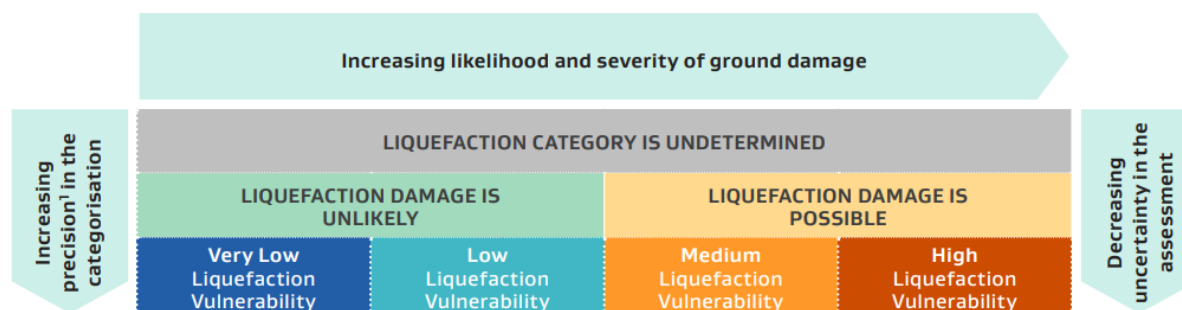 Increasing likelihood and severity of ground damage
Increasing
precision¹ in the
categorisation
LIQUEFACTION CATEGORY IS UNDETERMINED
LIQUEFACTION DAMAGE IS
UNLIKELY
LIQUEFACTION DAMAGE IS
POSSIBLE
Very Low
Liquefaction
Vulnerability
Low
Liquefaction
Vulnerability
Medium
Liquefaction
Vulnerability
High
Liquefaction
Vulnerability
Decreasing
uncertainty in the
assessment